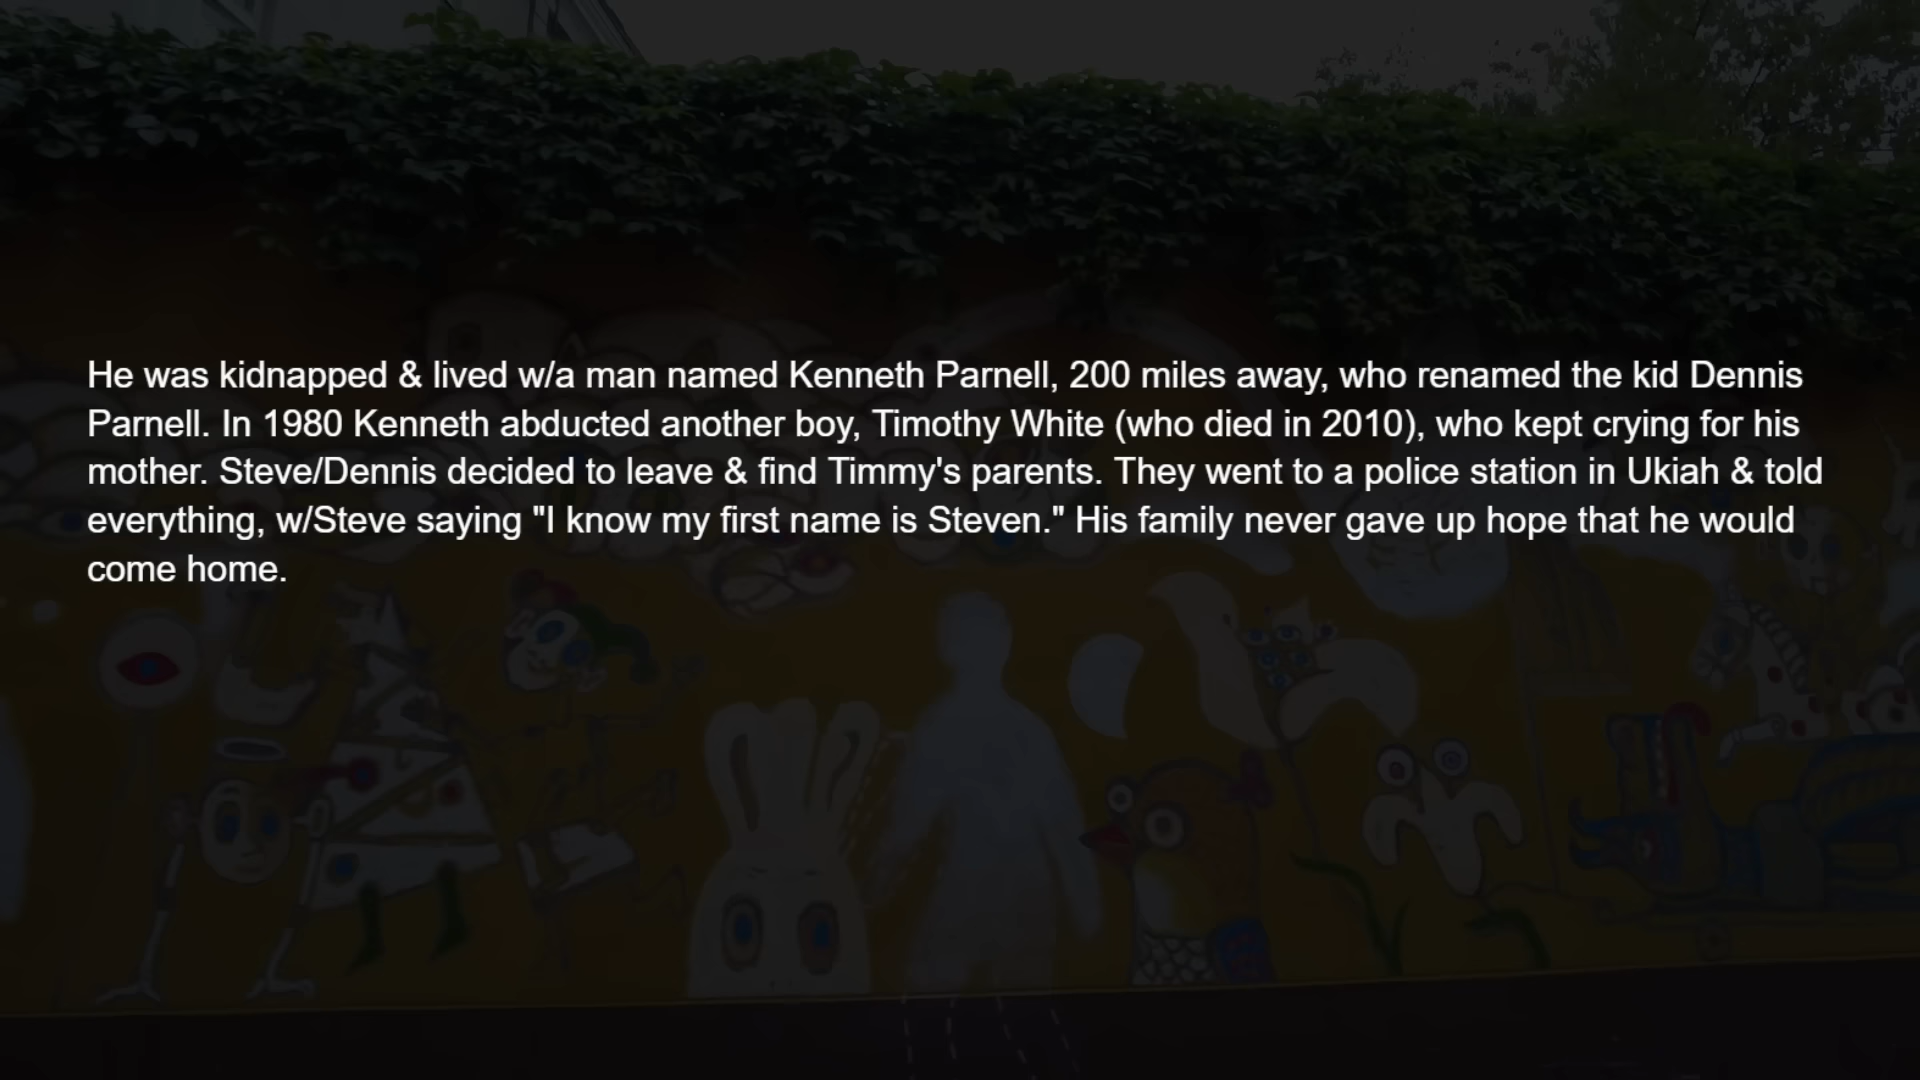 He was kidnapped & lived w/a man named Kenneth Parnell, 200 miles away, who renamed the kid Dennis
Parnell. In 1980 Kenneth abducted another boy, Timothy White (who died in 2010), who kept crying for his
mother. Steve/Dennis decided to leave & find Timmy's parents. They went to a police station in Ukiah & told
everything, w/Steve saying "I know my first name is Steven." His family never gave up hope that he would
come home.